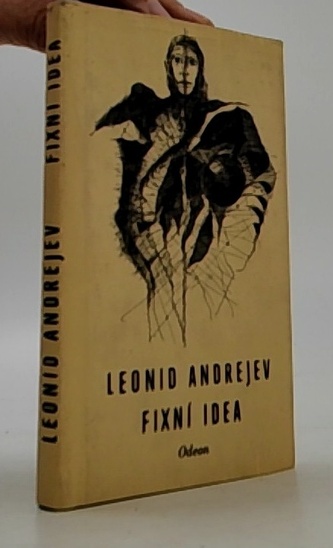 LEONID ANDREJEV FIXNÍ IDEA
LEONID ANDREJEV
FIXNÍ IDEA
Odeon